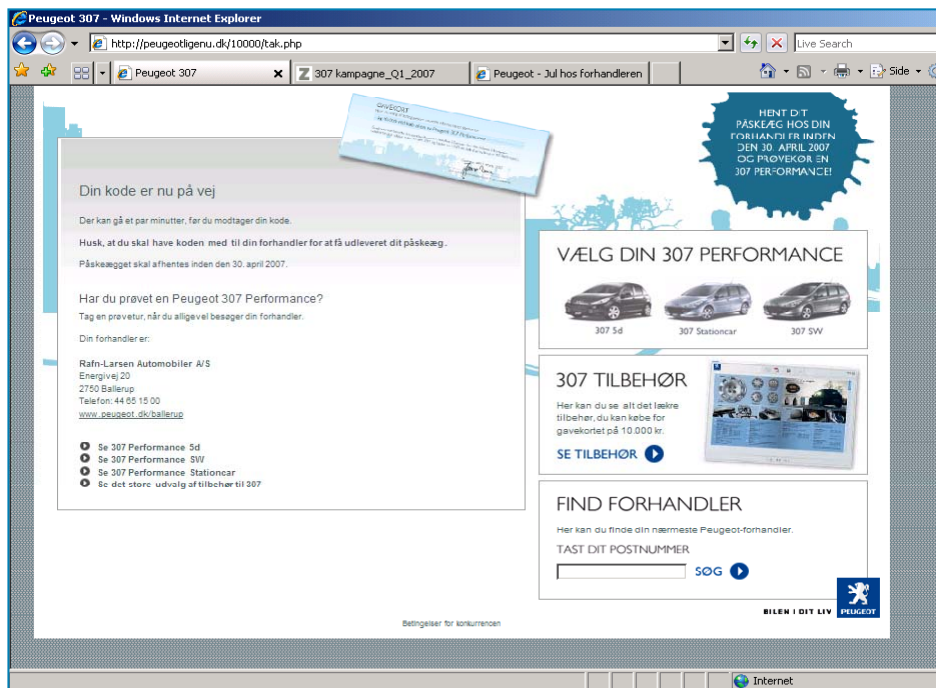 Peugeot 307 - Windows Internet Explorer
http://peugeotligenu.dk/10000/tak.php
Live Search
Peugeot 307
307 kampagne_Q1_2007
Peugeot - Jul hos forhandleren
Side
GAVEKORT
HENT DIT
PÅSKEÆG HOS DIN
FORHANDLER INDEN
DEN 30. APRIL 2007
OG PRØVEKØR EN
307 PERFORMANCE!
Din kode er nu på vej
Der kan gå et par minutter, før du modtager din kode.
Husk, at du skal have koden med til din forhandler for at få udleveret dit påskeæg.
Påskeægget skal afhentes inden den 30. april 2007.
Har du prøvet en Peugeot 307 Performance?
Tag en prøvetur, når du alligevel besøger din forhandler.
Din forhandler er:
Rafn-Larsen Automobiler A/S
Energivej 20
2750 Ballerup
Telefon: 44 65 15 00
www.peugeot.dk/ballerup
Se 307 Performance 5d
Se 307 Performance SW
Se 307 Performance Stationcar
Se det store udvalg af tilbehør til 307
VÆLG DIN 307 PERFORMANCE
307 5d
307 Stationcar
307 SW
307 TILBEHØR
Her kan du se alt det lækre
tilbehør, du kan købe for
gavekortet på 10.000 kr.
SE TILBEHØR
FIND FORHANDLER
Her kan du finde din nærmeste Peugeot-forhandler.
TAST DIT POSTNUMMER
SØG
BILEN I DIT LIV
PEUGEOT
Betingelser for konkurrencen
Internet